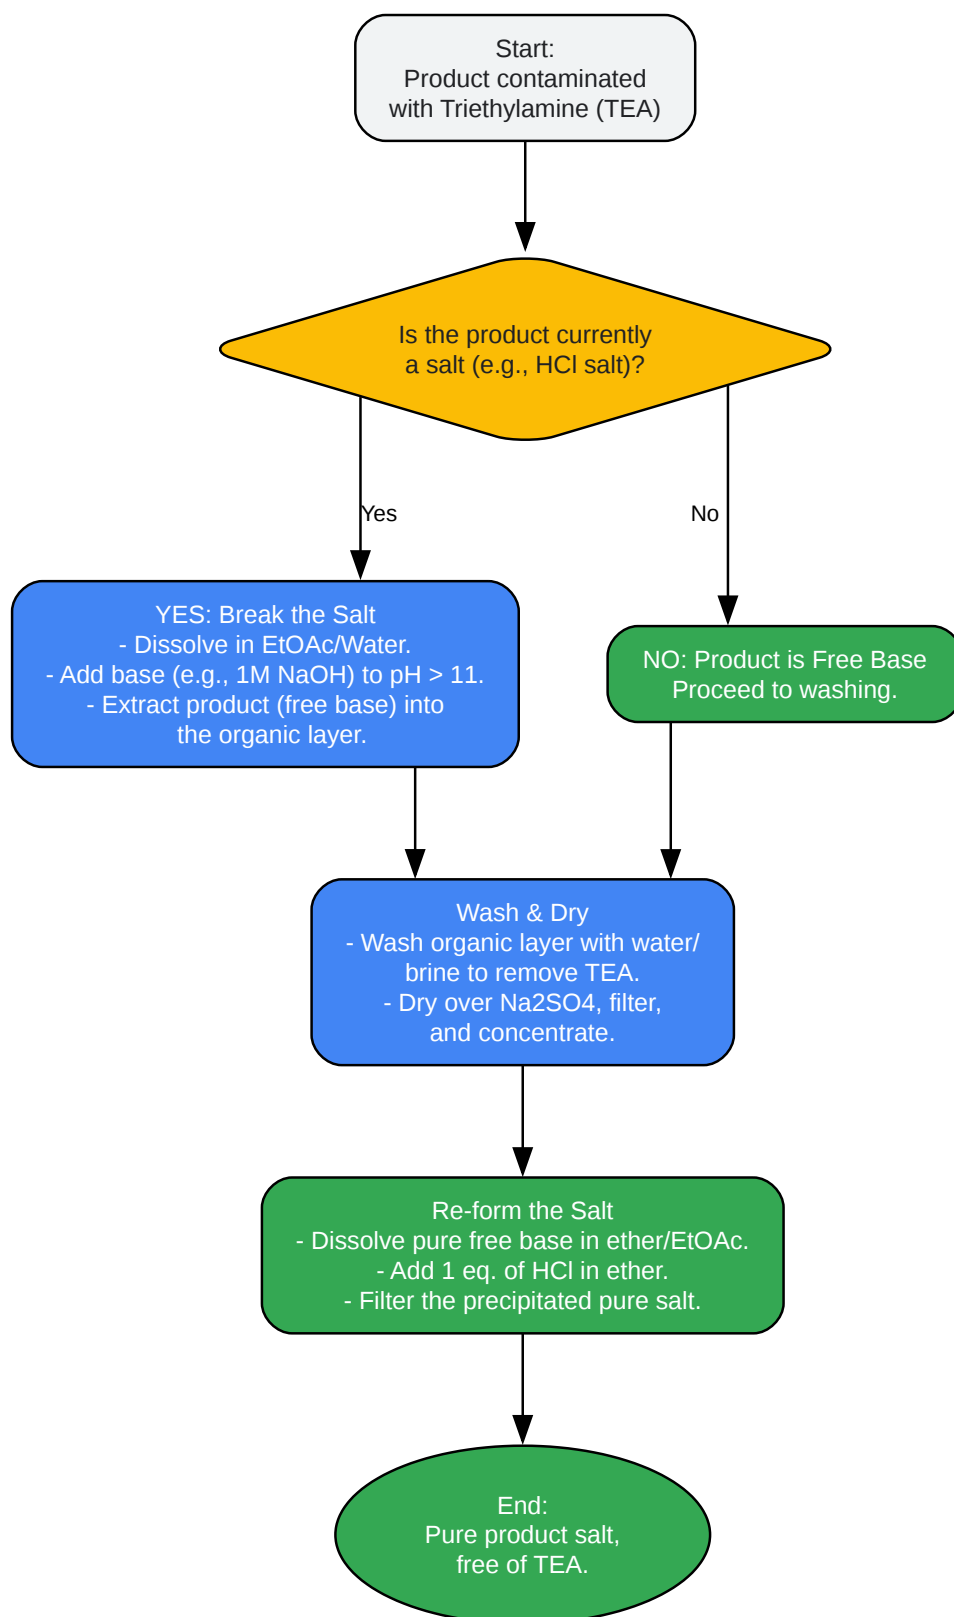 Start:
Product contaminated
with Triethylamine (TEA)
Is the product currently
a salt (e.g., HCl salt)?
Yes
No
YES: Break the Salt
- Dissolve in EtOAc/Water.
- Add base (e.g., 1M NaOH) to pH > 11.
- Extract product (free base) into
the organic layer.
NO: Product is Free Base
Proceed to washing.
Wash & Dry
- Wash organic layer with water/
brine to remove TEA.
- Dry over Na2SO4, filter,
and concentrate.
Re-form the Salt
- Dissolve pure free base in ether/EtOAc.
- Add 1 eq. of HCl in ether.
- Filter the precipitated pure salt.
End:
Pure product salt,
free of TEA.